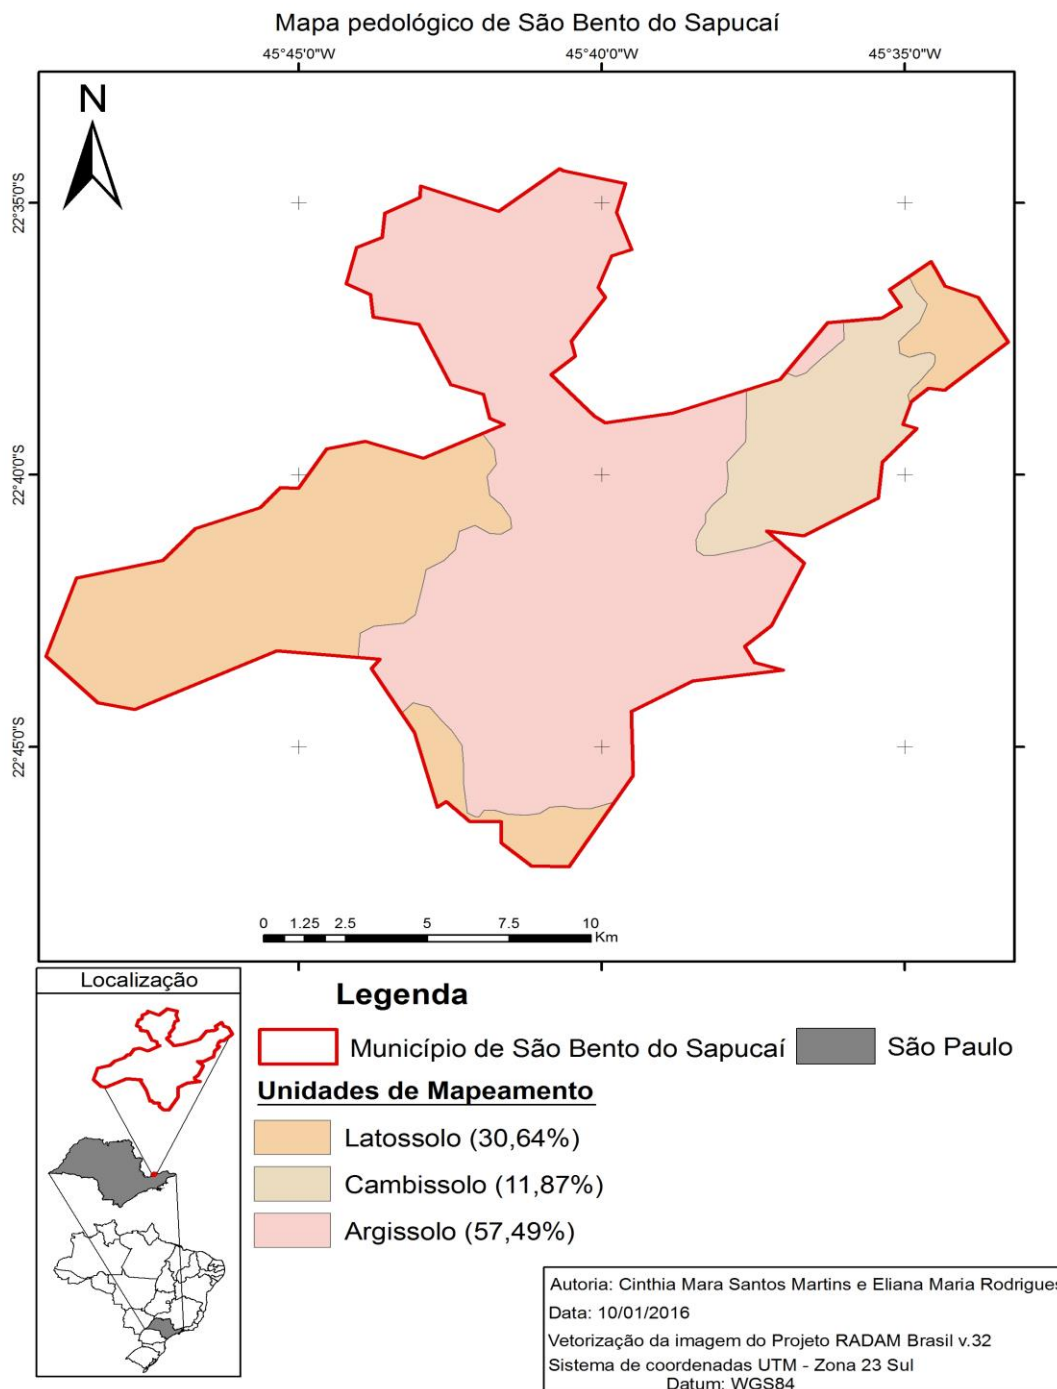 Mapa pedológico de São Bento do Sapucaí
45°45'0"W
45°40'0"W
45°35'0"W
N
22°35'0"S
22°40'0"S
22°45'0"S
0 1.25 2.5 5 7.5 10
Km
Localização
Legenda
Município de São Bento do Sapucaí
São Paulo
Unidades de Mapeamento
Latossolo (30,64%)
Cambissolo (11,87%)
Argissolo (57,49%)
Autoria: Cinthia Mara Santos Martins e Eliana Maria Rodrigues
Data: 10/01/2016
Vetorização da imagem do Projeto RADAM Brasil v.32
Sistema de coordenadas UTM - Zona 23 Sul
Datum: WGS84